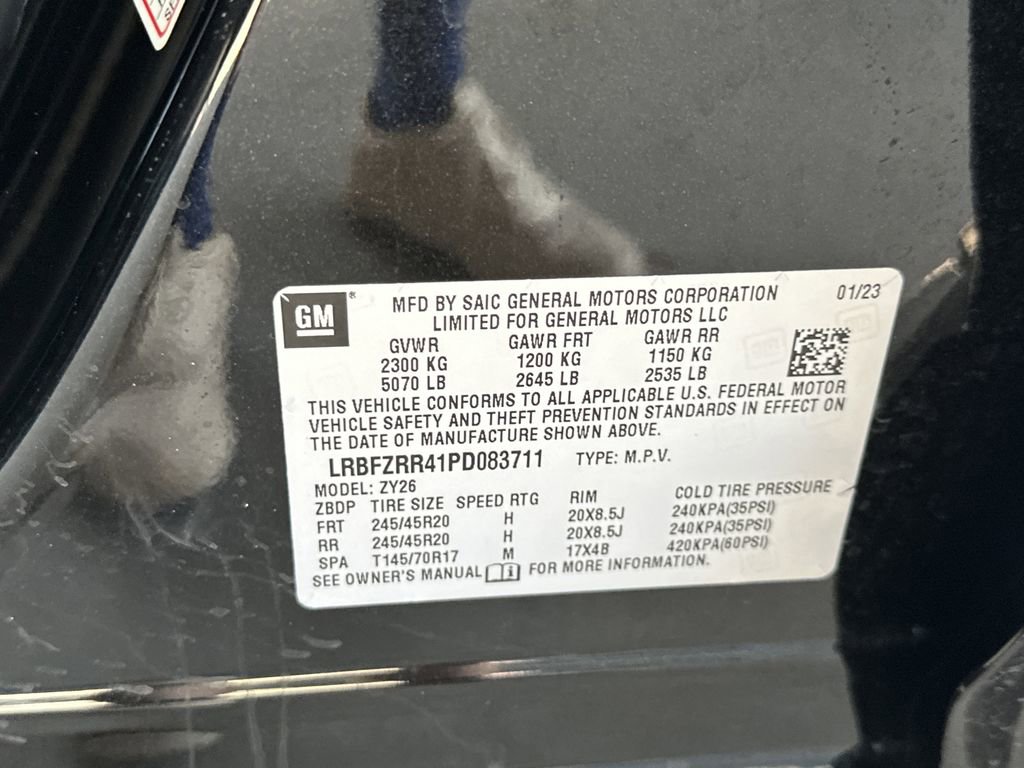 GM
MFD BY SAIC GENERAL MOTORS CORPORATION
LIMITED FOR GENERAL MOTORS LLC
01/23
GVWR GAWR FRT GAWR RR
2300 KG 1200 KG 1150 KG
5070 LB 2645 LB 2535 LB
THIS VEHICLE CONFORMS TO ALL APPLICABLE U.S. FEDERAL MOTOR
VEHICLE SAFETY AND THEFT PREVENTION STANDARDS IN EFFECT ON
THE DATE OF MANUFACTURE SHOWN ABOVE.
LRBFZRR41PD083711 TYPE: M.P.V.
MODEL: ZY26
ZBDP TIRE SIZE SPEED RTG RIM COLD TIRE PRESSURE
FRT 245/45R20 H 20X8.5J 240KPA(35PSI)
RR 245/45R20 H 20X8.5J 240KPA(35PSI)
SPA T145/70R17 M 17X4B 420KPA(60PSI)
SEE OWNER'S MANUAL FOR MORE INFORMATION.